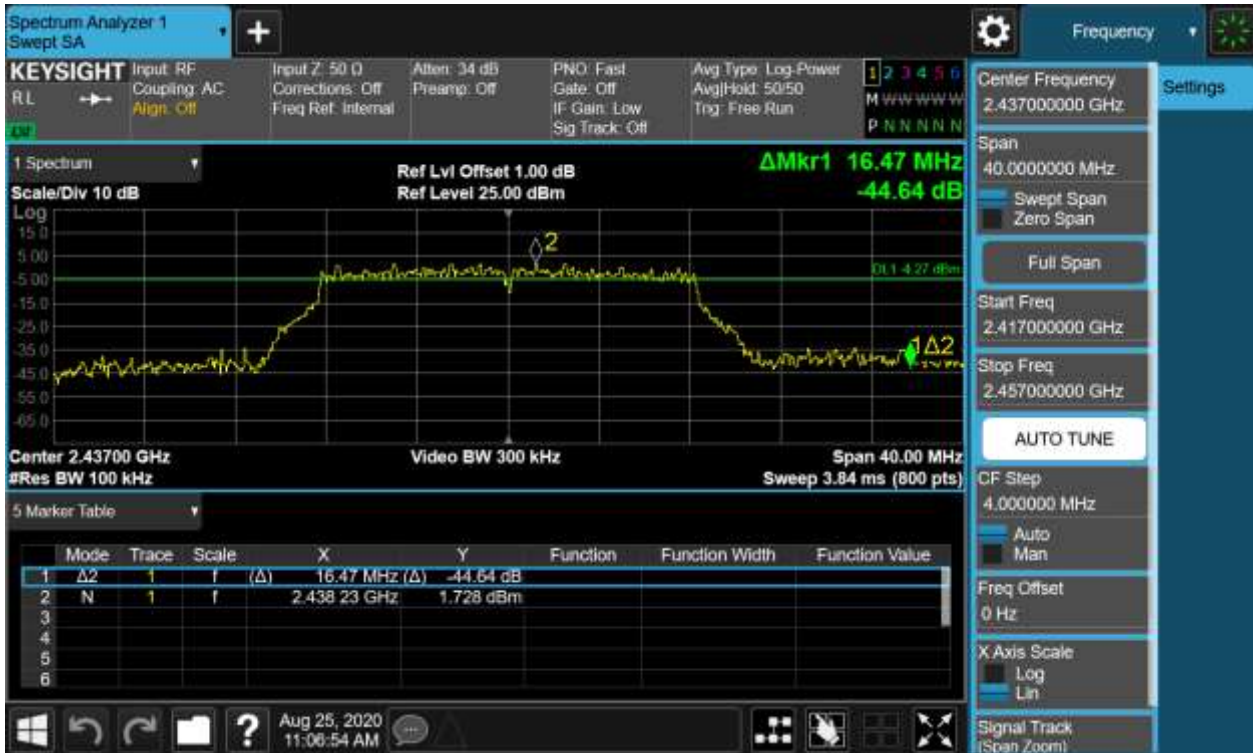 Spectrum Analyzer 1
Swept SA
+
Frequency
KEYSIGHT
RL
Input: RF
Coupling: AC
Align: Off
Input Z: 50 Ω
Corrections: Off
Freq Ref: Internal
Atten: 34 dB
Preamp: Off
PNO: Fast
Gate: Off
IF Gain: Low
Sig Track: Off
Avg Type: Log-Power
Avg|Hold: 50/50
Trig: Free Run
1 2 3 4 5 6
M W W W W W
P N N N N N
1 Spectrum
Scale/Div 10 dB
Log
Ref Lvl Offset 1.00 dB
Ref Level 25.00 dBm
ΔMkr1 16.47 MHz
-44.64 dB
15.0
5.00
-5.00
-15.0
-25.0
-35.0
-45.0
-55.0
-65.0
2
DL1 -4.27 dBm
1Δ2
Center 2.43700 GHz
#Res BW 100 kHz
Video BW 300 kHz
Span 40.00 MHz
Sweep 3.84 ms (800 pts)
5 Marker Table
Mode Trace Scale X Y Function Function Width Function Value
1 Δ2 1 f (Δ) 16.47 MHz (Δ) -44.64 dB
2 N 1 f 2.438 23 GHz 1.728 dBm
3
4
5
6
Aug 25, 2020
11:06:54 AM
?
Center Frequency
2.437000000 GHz
Settings
Span
40.0000000 MHz
Swept Span
Zero Span
Full Span
Start Freq
2.417000000 GHz
Stop Freq
2.457000000 GHz
AUTO TUNE
CF Step
4.000000 MHz
Auto
Man
Freq Offset
0 Hz
X Axis Scale
Log
Lin
Signal Track
(Span Zoom)